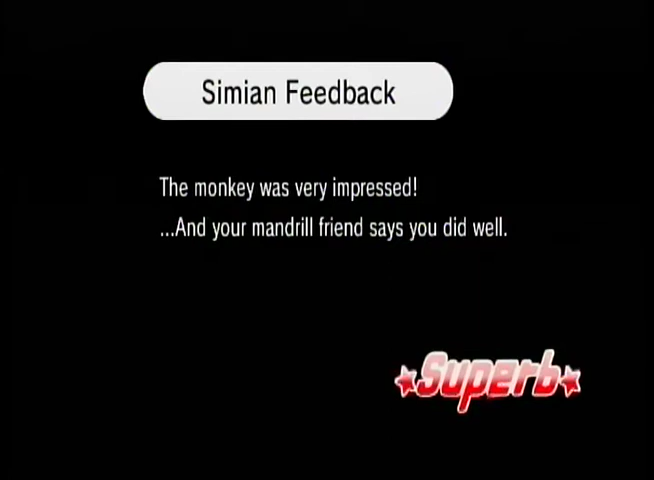 Simian Feedback
The monkey was very impressed!
...And your mandrill friend says you did well.
Superb